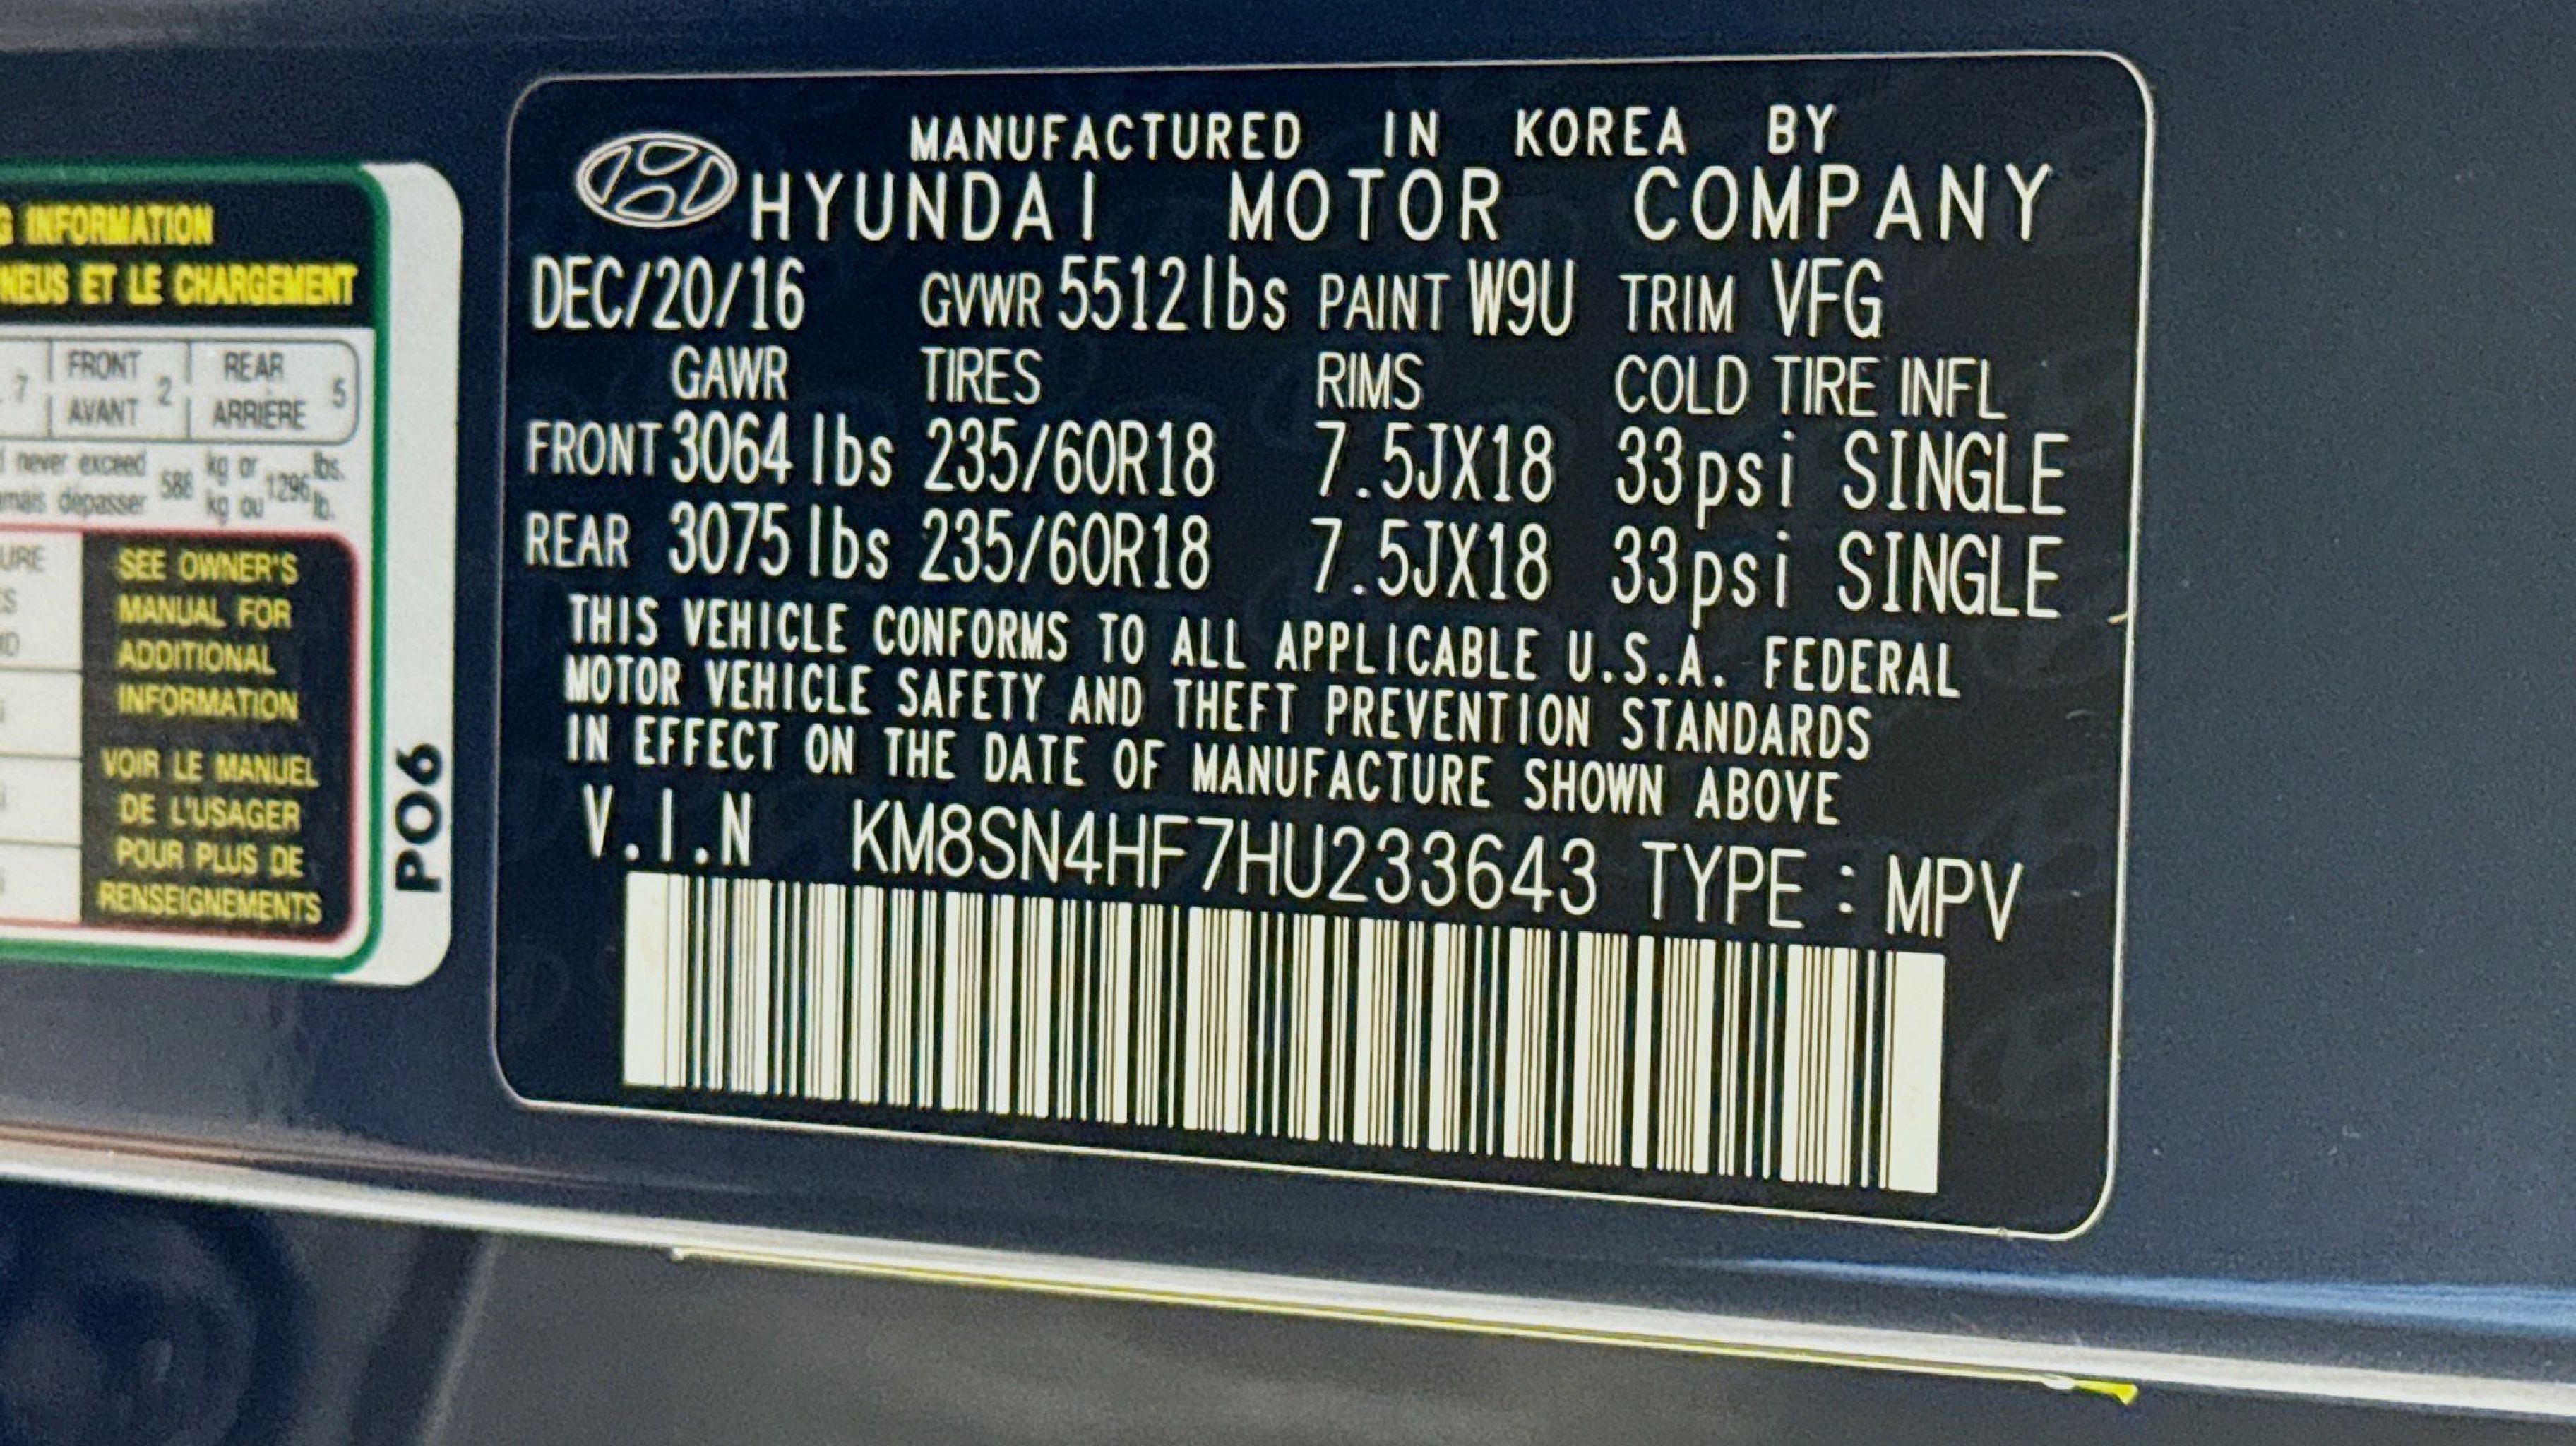 MANUFACTURED IN KOREA BY
HYUNDAI MOTOR COMPANY
DEC/20/16 GVWR 5512lbs PAINT W9U TRIM VFG
GAWR TIRES RIMS COLD TIRE INFL
FRONT 3064lbs 235/60R18 7.5JX18 33psi SINGLE
REAR 3075lbs 235/60R18 7.5JX18 33psi SINGLE
THIS VEHICLE CONFORMS TO ALL APPLICABLE U.S.A. FEDERAL
MOTOR VEHICLE SAFETY AND THEFT PREVENTION STANDARDS
IN EFFECT ON THE DATE OF MANUFACTURE SHOWN ABOVE
V.I.N KM8SN4HF7HU233643 TYPE : MPV
INFORMATION
ET LE CHARGEMENT
7 FRONT 2 REAR 5
AVANT ARRIÈRE
never exceed 588 kg or 1296 lbs.
dépasser kg ou lb.
SEE OWNER'S
MANUAL FOR
ADDITIONAL
INFORMATION
VOIR LE MANUEL
DE L'USAGER
POUR PLUS DE
RENSEIGNEMENTS
PO6